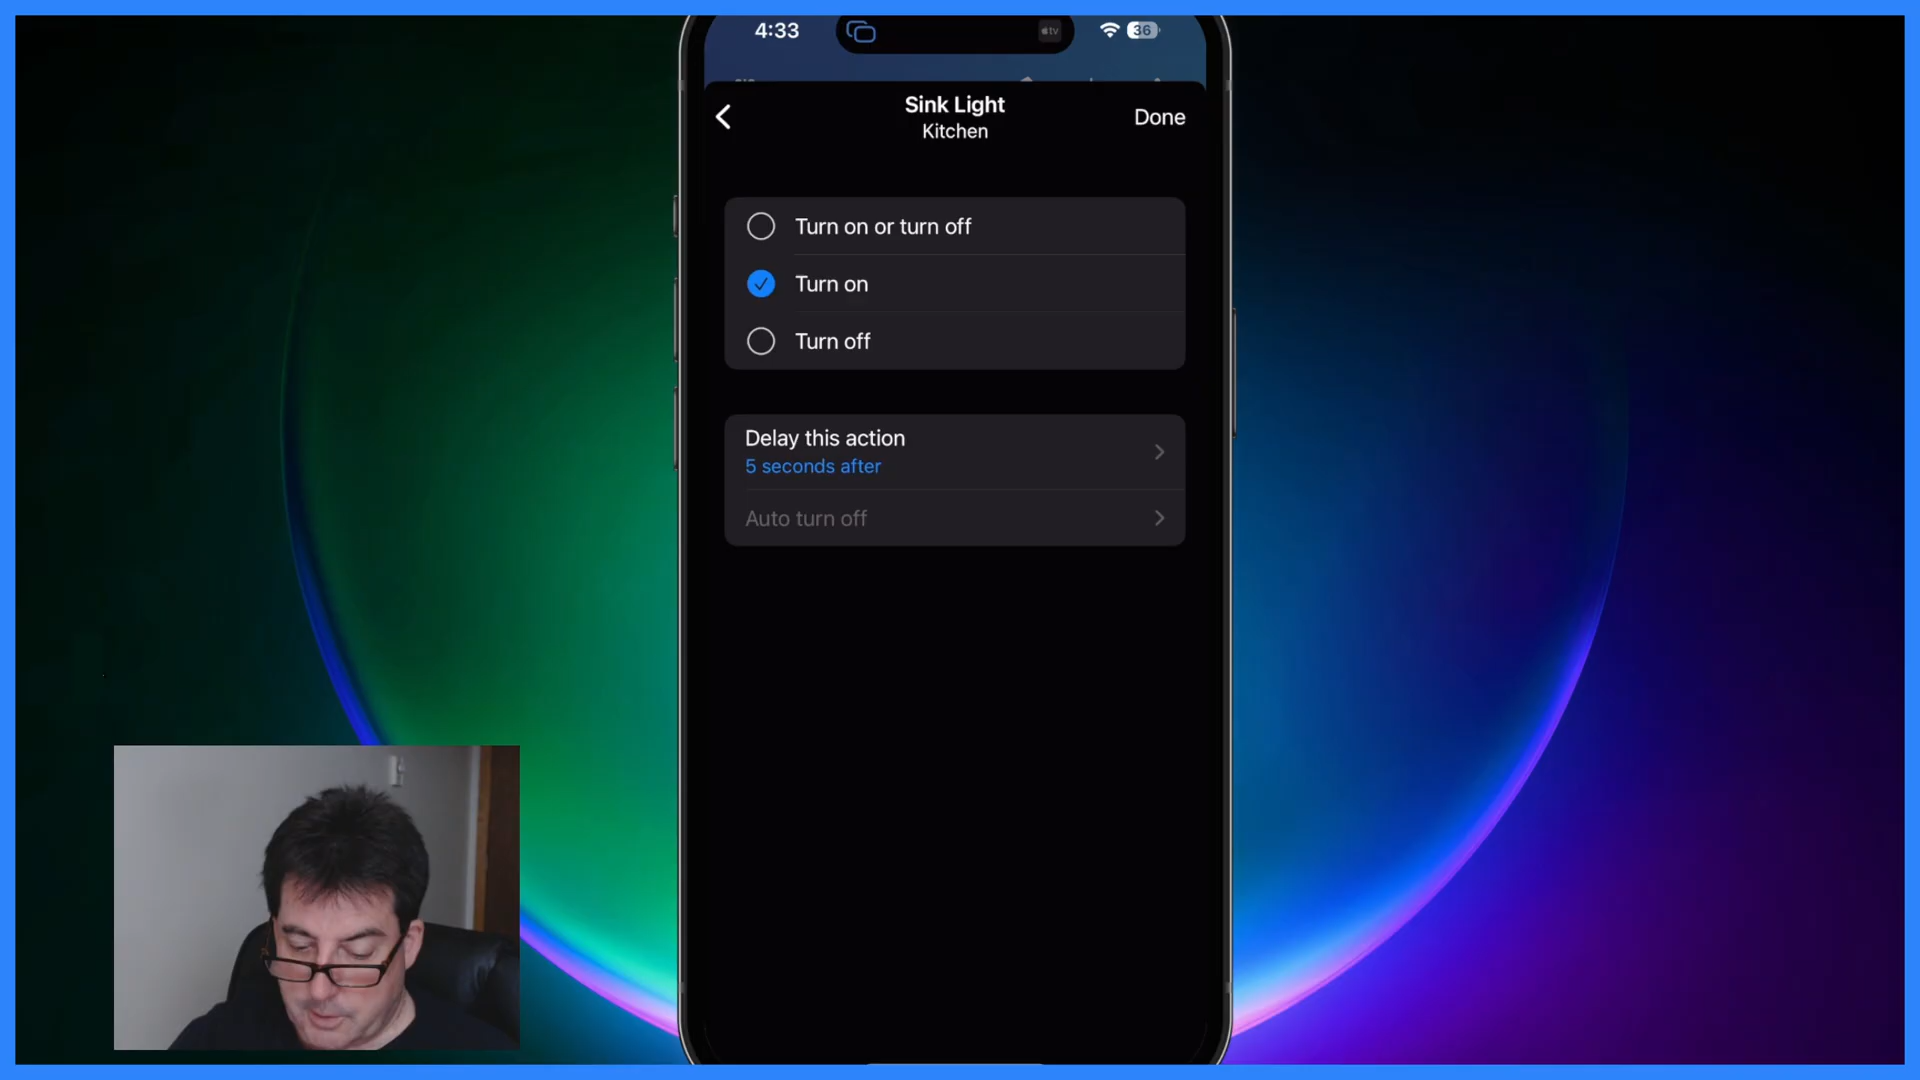 4:33
tv
36
Sink Light
Done
Kitchen
Turn on or turn off
Turn on
Turn off
Delay this action
5 seconds after
Auto turn off